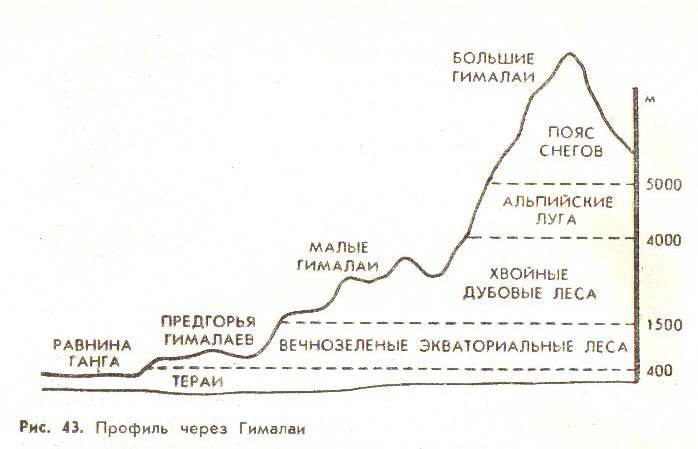 БОЛЬШИЕ
ГИМАЛАИ
м
ПОЯС
СНЕГОВ
5000
АЛЬПИЙСКИЕ
ЛУГА
4000
МАЛЫЕ
ГИМАЛАИ
ХВОЙНЫЕ
ДУБОВЫЕ ЛЕСА
ПРЕДГОРЬЯ
ГИМАЛАЕВ
1500
РАВНИНА
ГАНГА
ВЕЧНОЗЕЛЕНЫЕ ЭКВАТОРИАЛЬНЫЕ ЛЕСА
ТЕРАИ
400
Рис. 43. Профиль через Гималаи